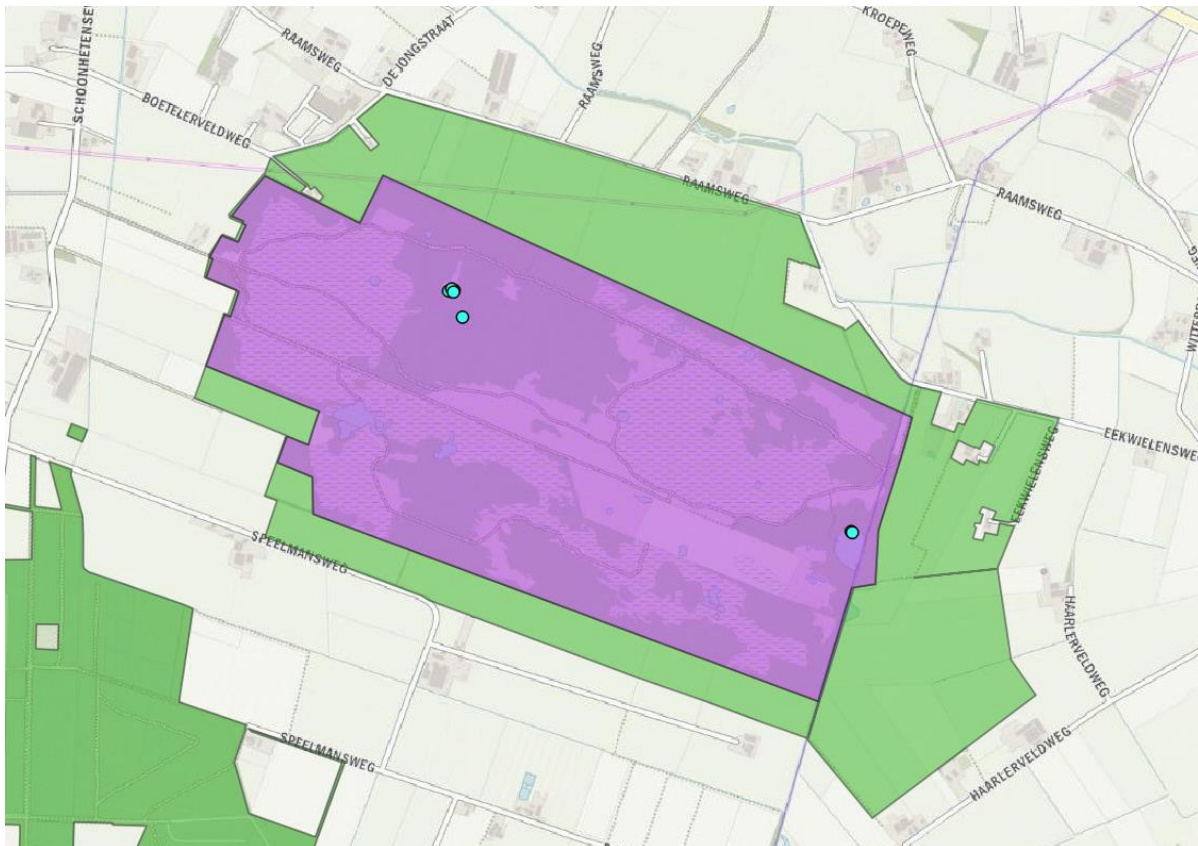 SCHOONHETENSE
RAAMSWEG
DE JONGSTRAAT
BOETELERVELDWEG
RAAMSWEG
KROEPEWEG
RAAMSWEG
RAAMSWEG
EEKWIELENSWEG
EEKWIELENSWEG
SPEELMANSWEG
HAARLERVELDWEG
HAARLERVELDWEG
SPEELMANSWEG